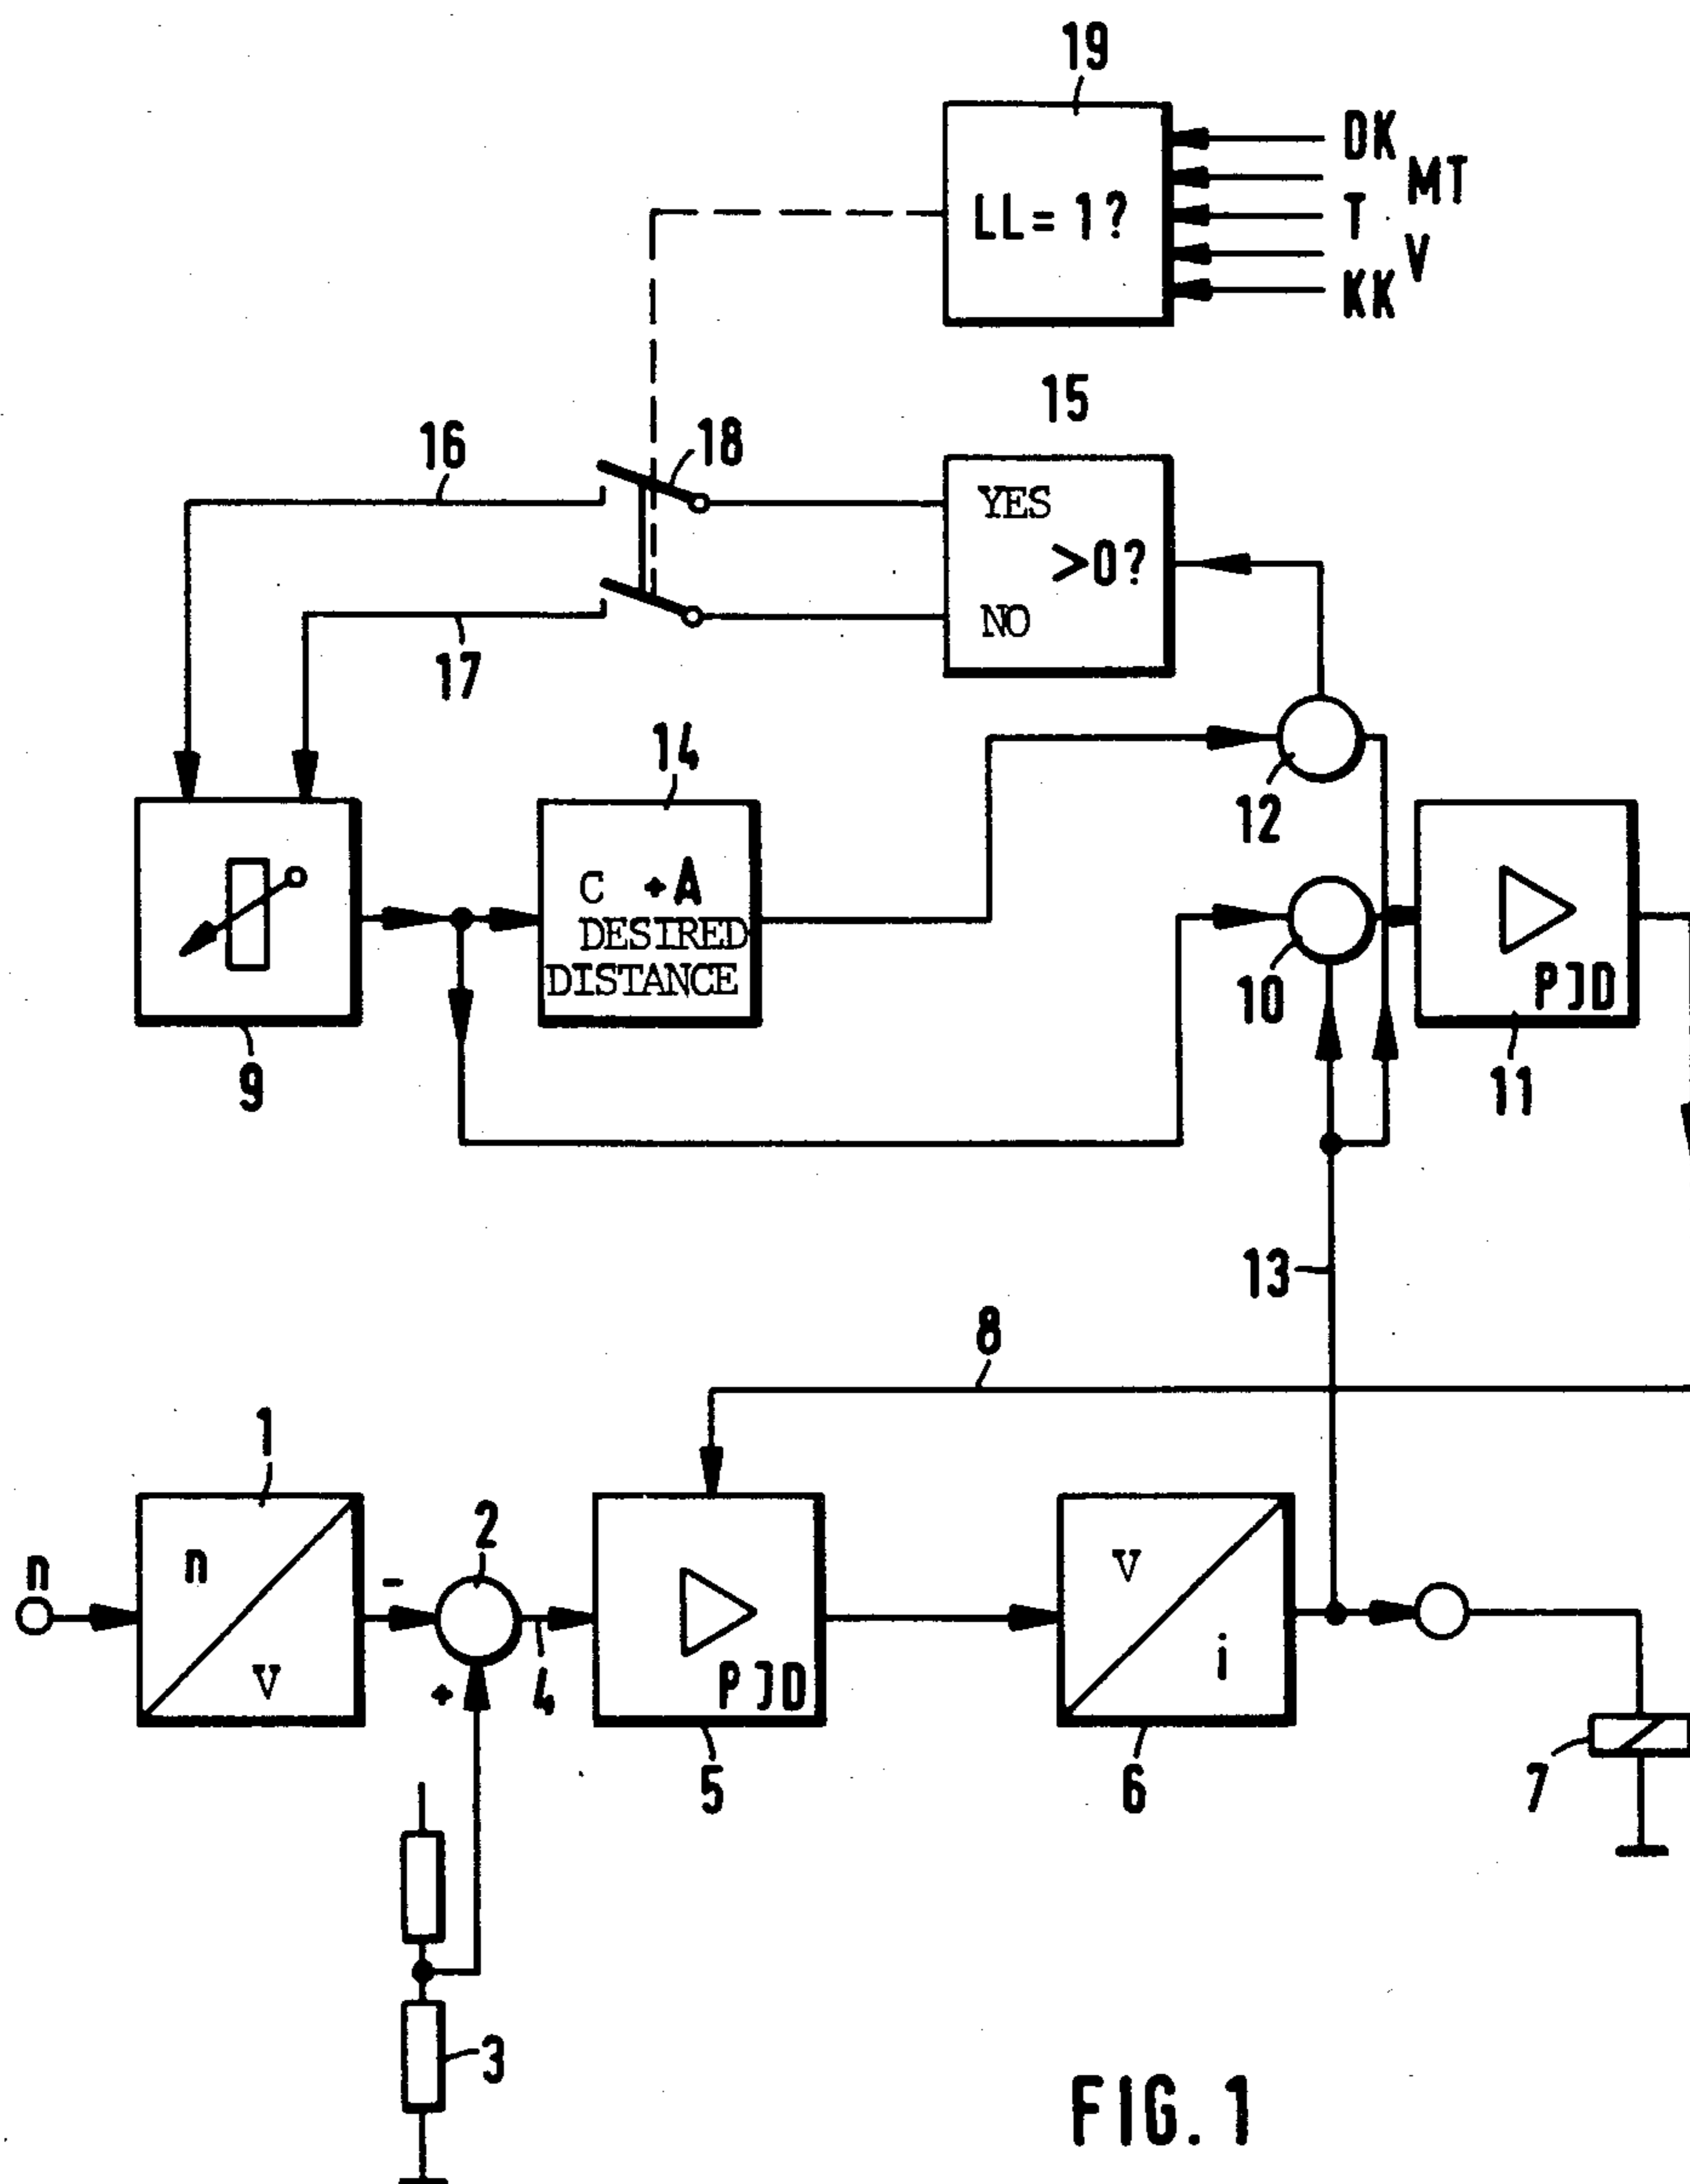 19
DK
MT
LL = 1 ?
T
V
KK
15
16
18
YES
>0?
NO
17
14
12
C +A
DESIRED
DISTANCE
10
PID
9
11
13
8
1
2
n
n
-
V
V
i
+
4
PID
5
6
7
3
FIG. 1